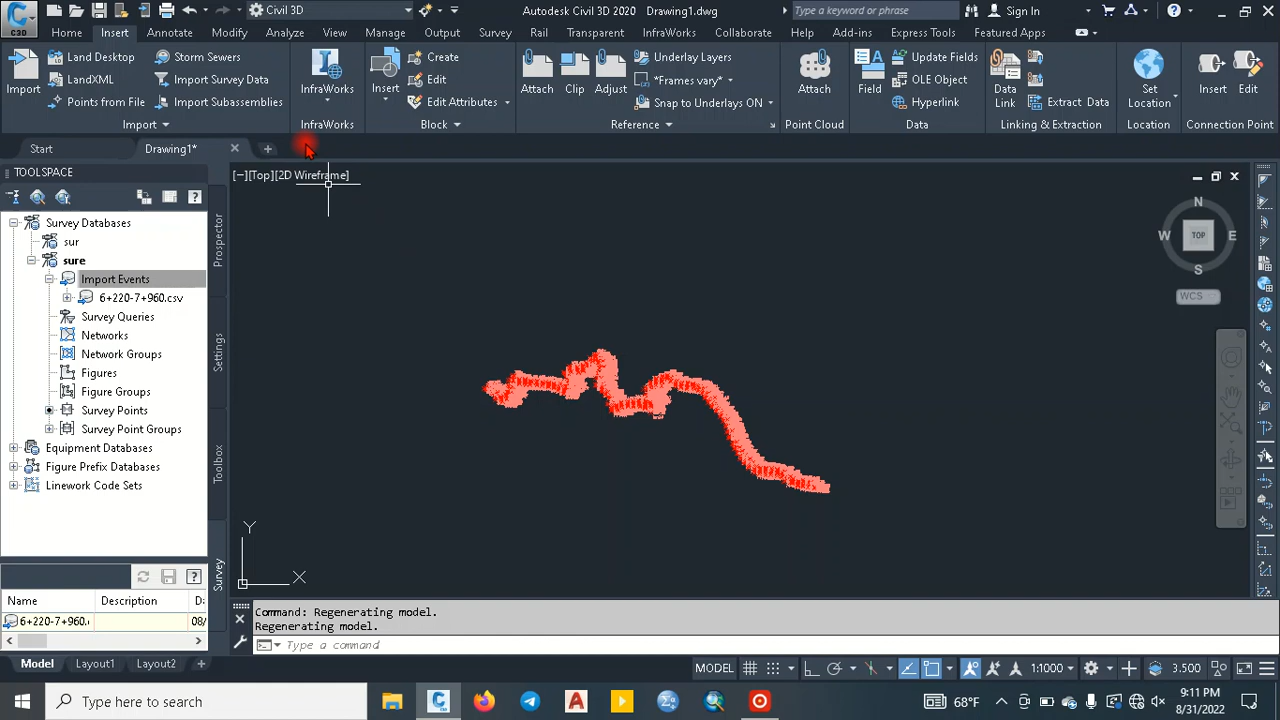 C3D
Civil 3D
Autodesk Civil 3D 2020 Drawing1.dwg
Type a keyword or phrase
Sign In
Home Insert Annotate Modify Analyze View Manage Output Survey Rail Transparent InfraWorks Collaborate Help Add-ins Express Tools Featured Apps
Import
Land Desktop
LandXML
Points from File
Storm Sewers
Import Survey Data
Import Subassemblies
InfraWorks
Insert
Create
Edit
Edit Attributes
Attach
Clip
Adjust
Underlay Layers
*Frames vary*
Snap to Underlays ON
Attach
Field
Update Fields
OLE Object
Hyperlink
Data
Link
Extract Data
Set
Location
Insert
Edit
Import
InfraWorks
Block
Reference
Point Cloud
Data
Linking & Extraction
Location
Connection Point
Start
Drawing1*
TOOLSPACE
[−][Top][2D Wireframe]
Survey Databases
sur
sure
Import Events
6+220-7+960.csv
Survey Queries
Networks
Network Groups
Figures
Figure Groups
Survey Points
Survey Point Groups
Equipment Databases
Figure Prefix Databases
Linework Code Sets
Prospector
Settings
Toolbox
Survey
N
W
TOP
E
S
WCS
Y
X
Name Description
6+220-7+960.
08/
Command: Regenerating model.
Regenerating model.
Type a command
Model Layout1 Layout2
MODEL
1:1000
3.500
Type here to search
68°F
9:11 PM
8/31/2022